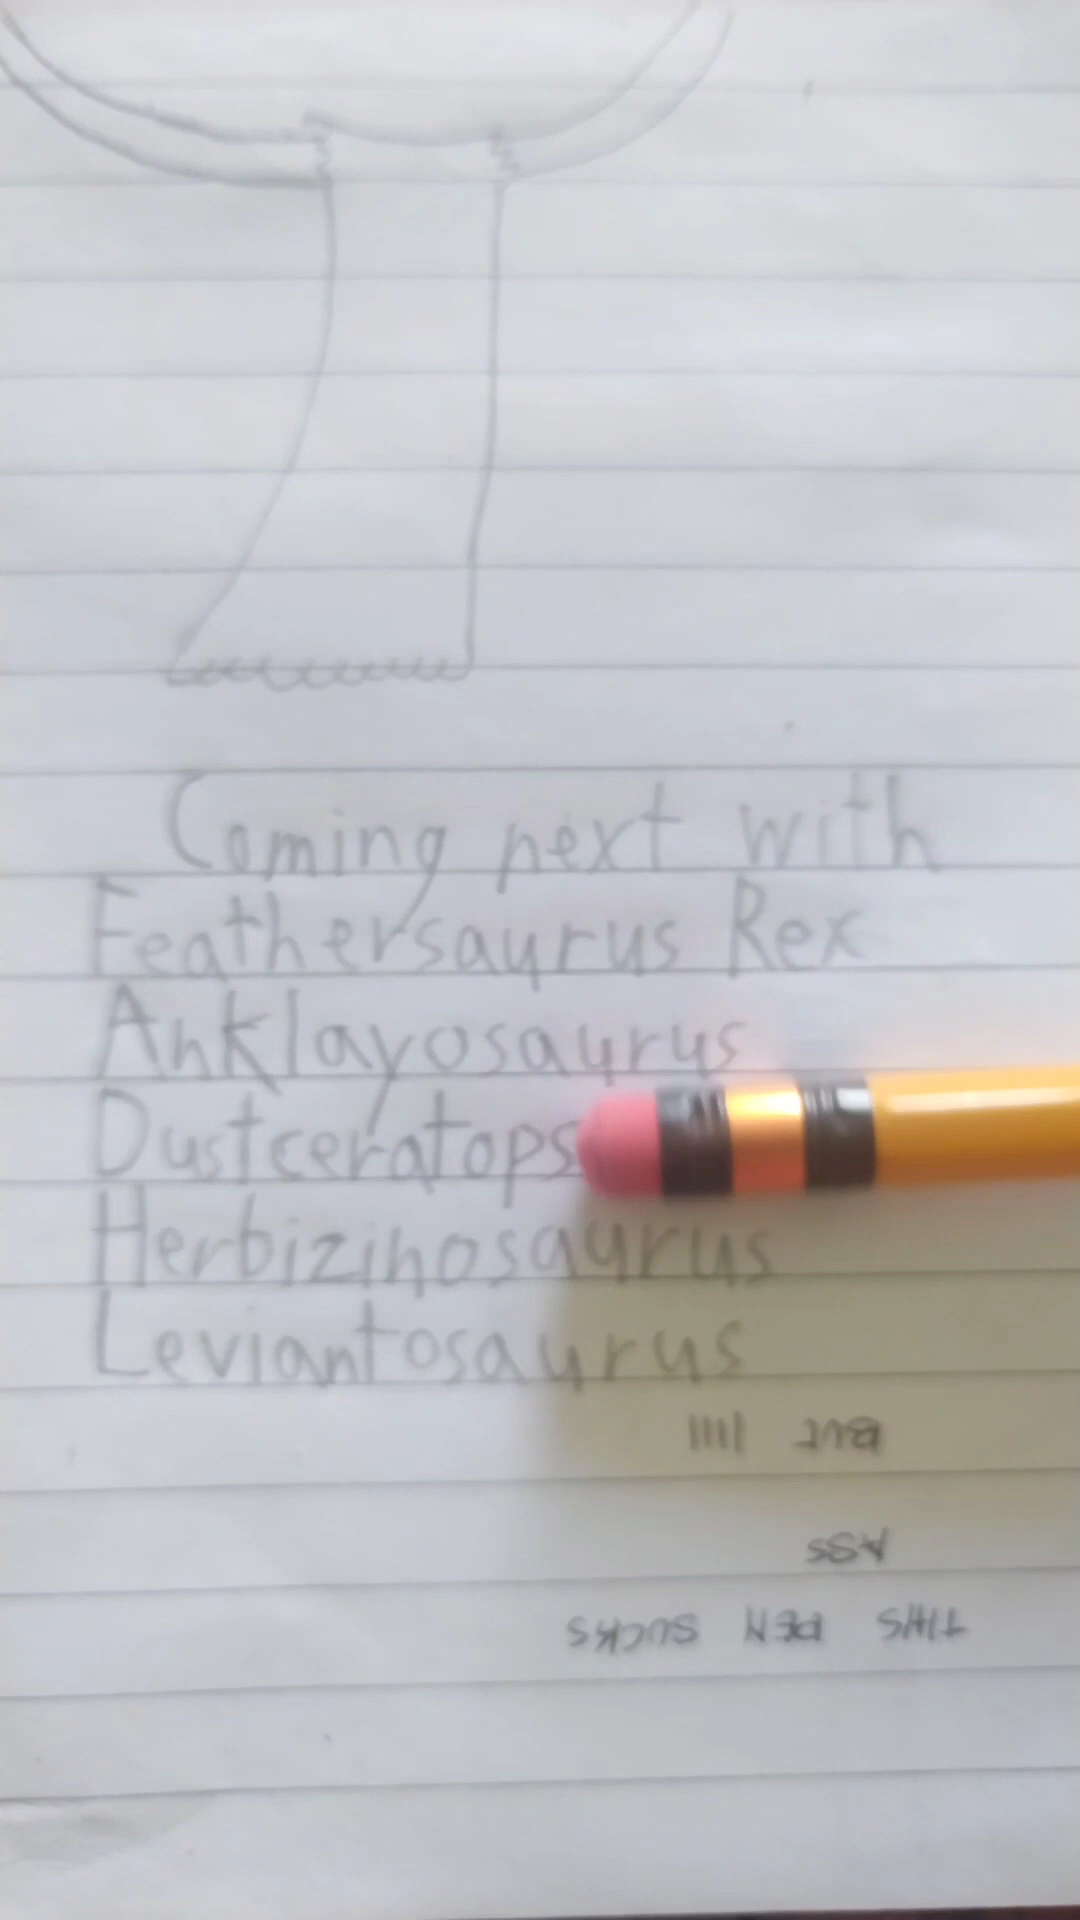 Coming next with
Feathersaurus Rex
Anklayosaurus
Dustceratops
Herbizihosaurus
Leviantosaurus
THIS PEN SUCKS
ASS
BUT